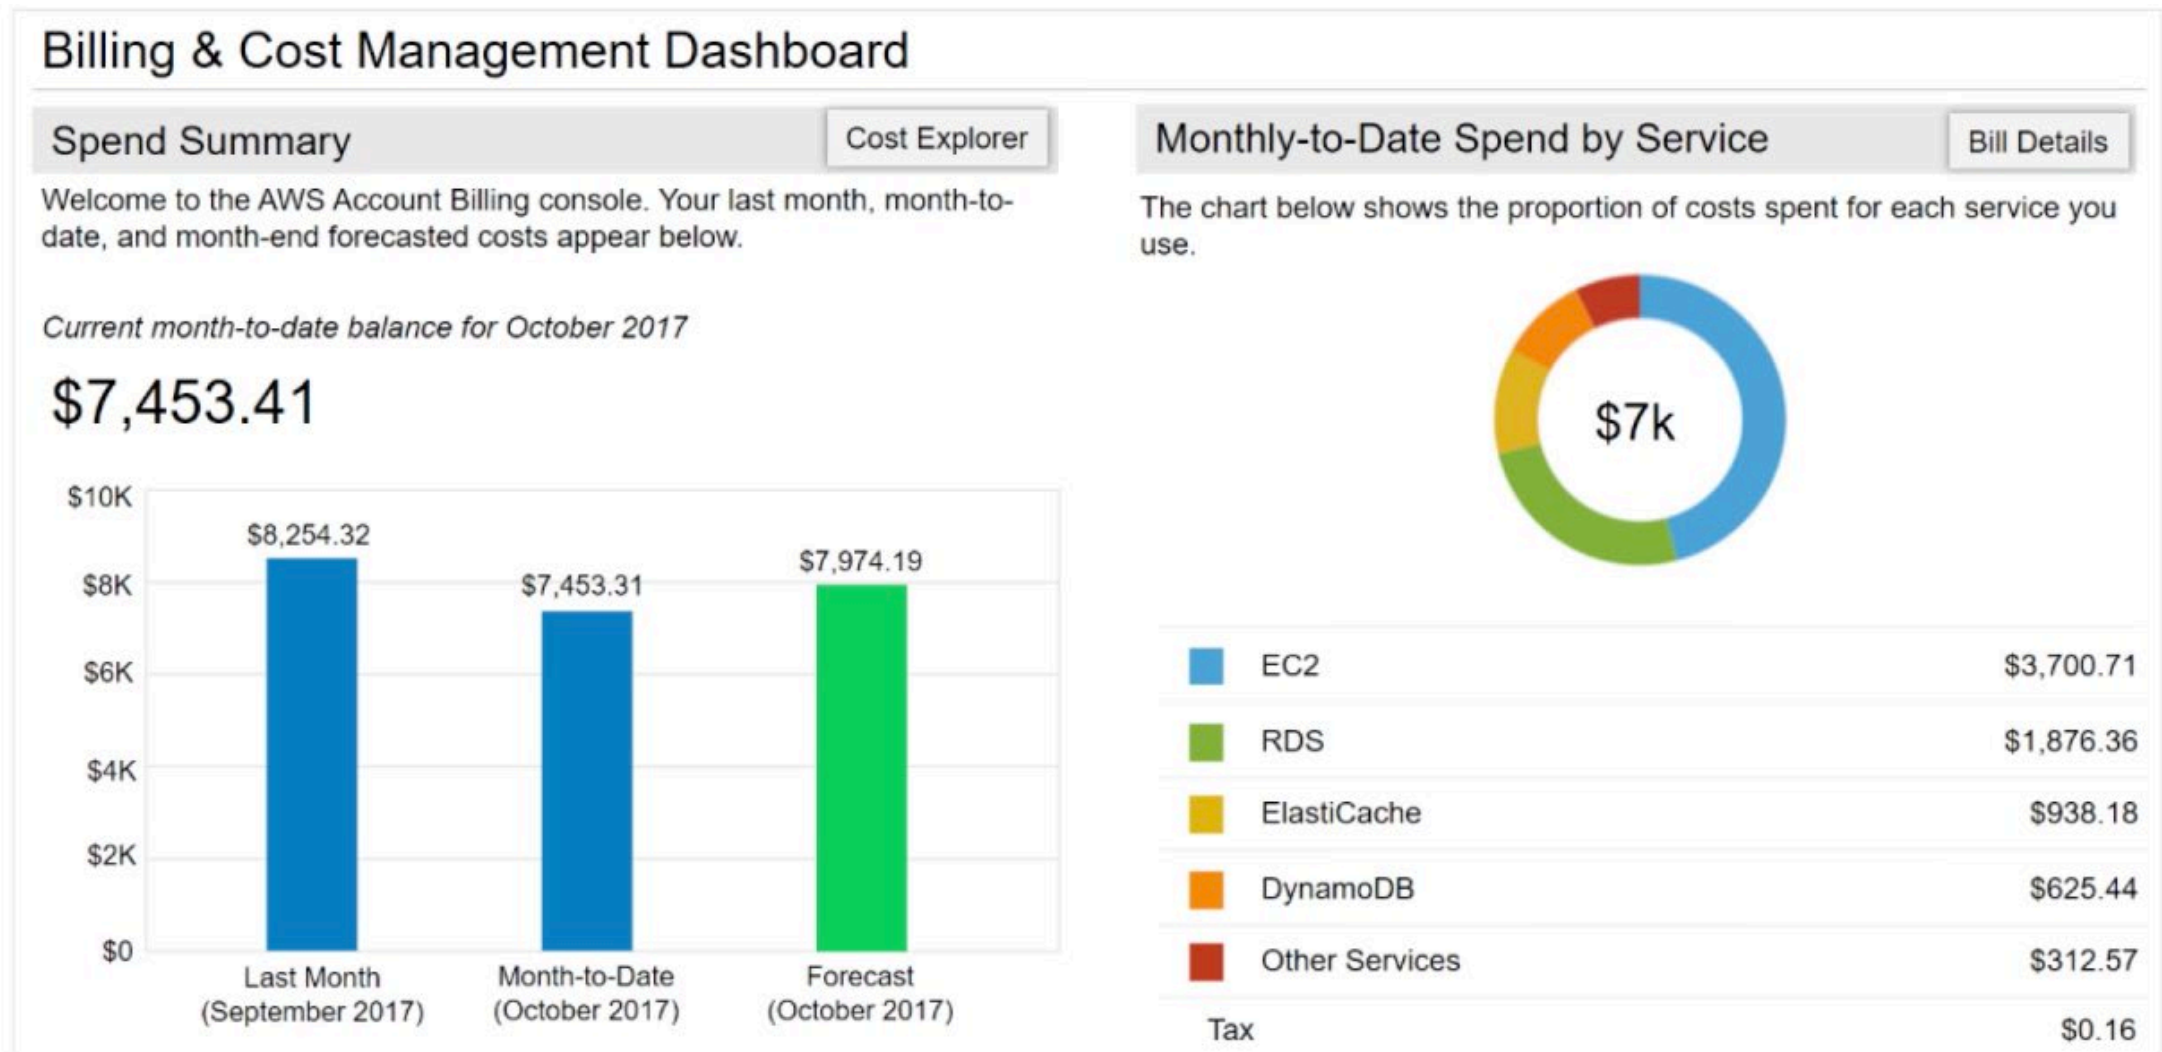 Billing & Cost Management Dashboard
Spend Summary
Cost Explorer
Welcome to the AWS Account Billing console. Your last month, month-to-
date, and month-end forecasted costs appear below.
Current month-to-date balance for October 2017
$7,453.41
$10K
$8K
$6K
$4K
$2K
$0
$8,254.32
$7,453.31
$7,974.19
Last Month
(September 2017)
Month-to-Date
(October 2017)
Forecast
(October 2017)
Monthly-to-Date Spend by Service
Bill Details
The chart below shows the proportion of costs spent for each service you
use.
$7k
EC2 $3,700.71
RDS $1,876.36
ElastiCache $938.18
DynamoDB $625.44
Other Services $312.57
Tax $0.16